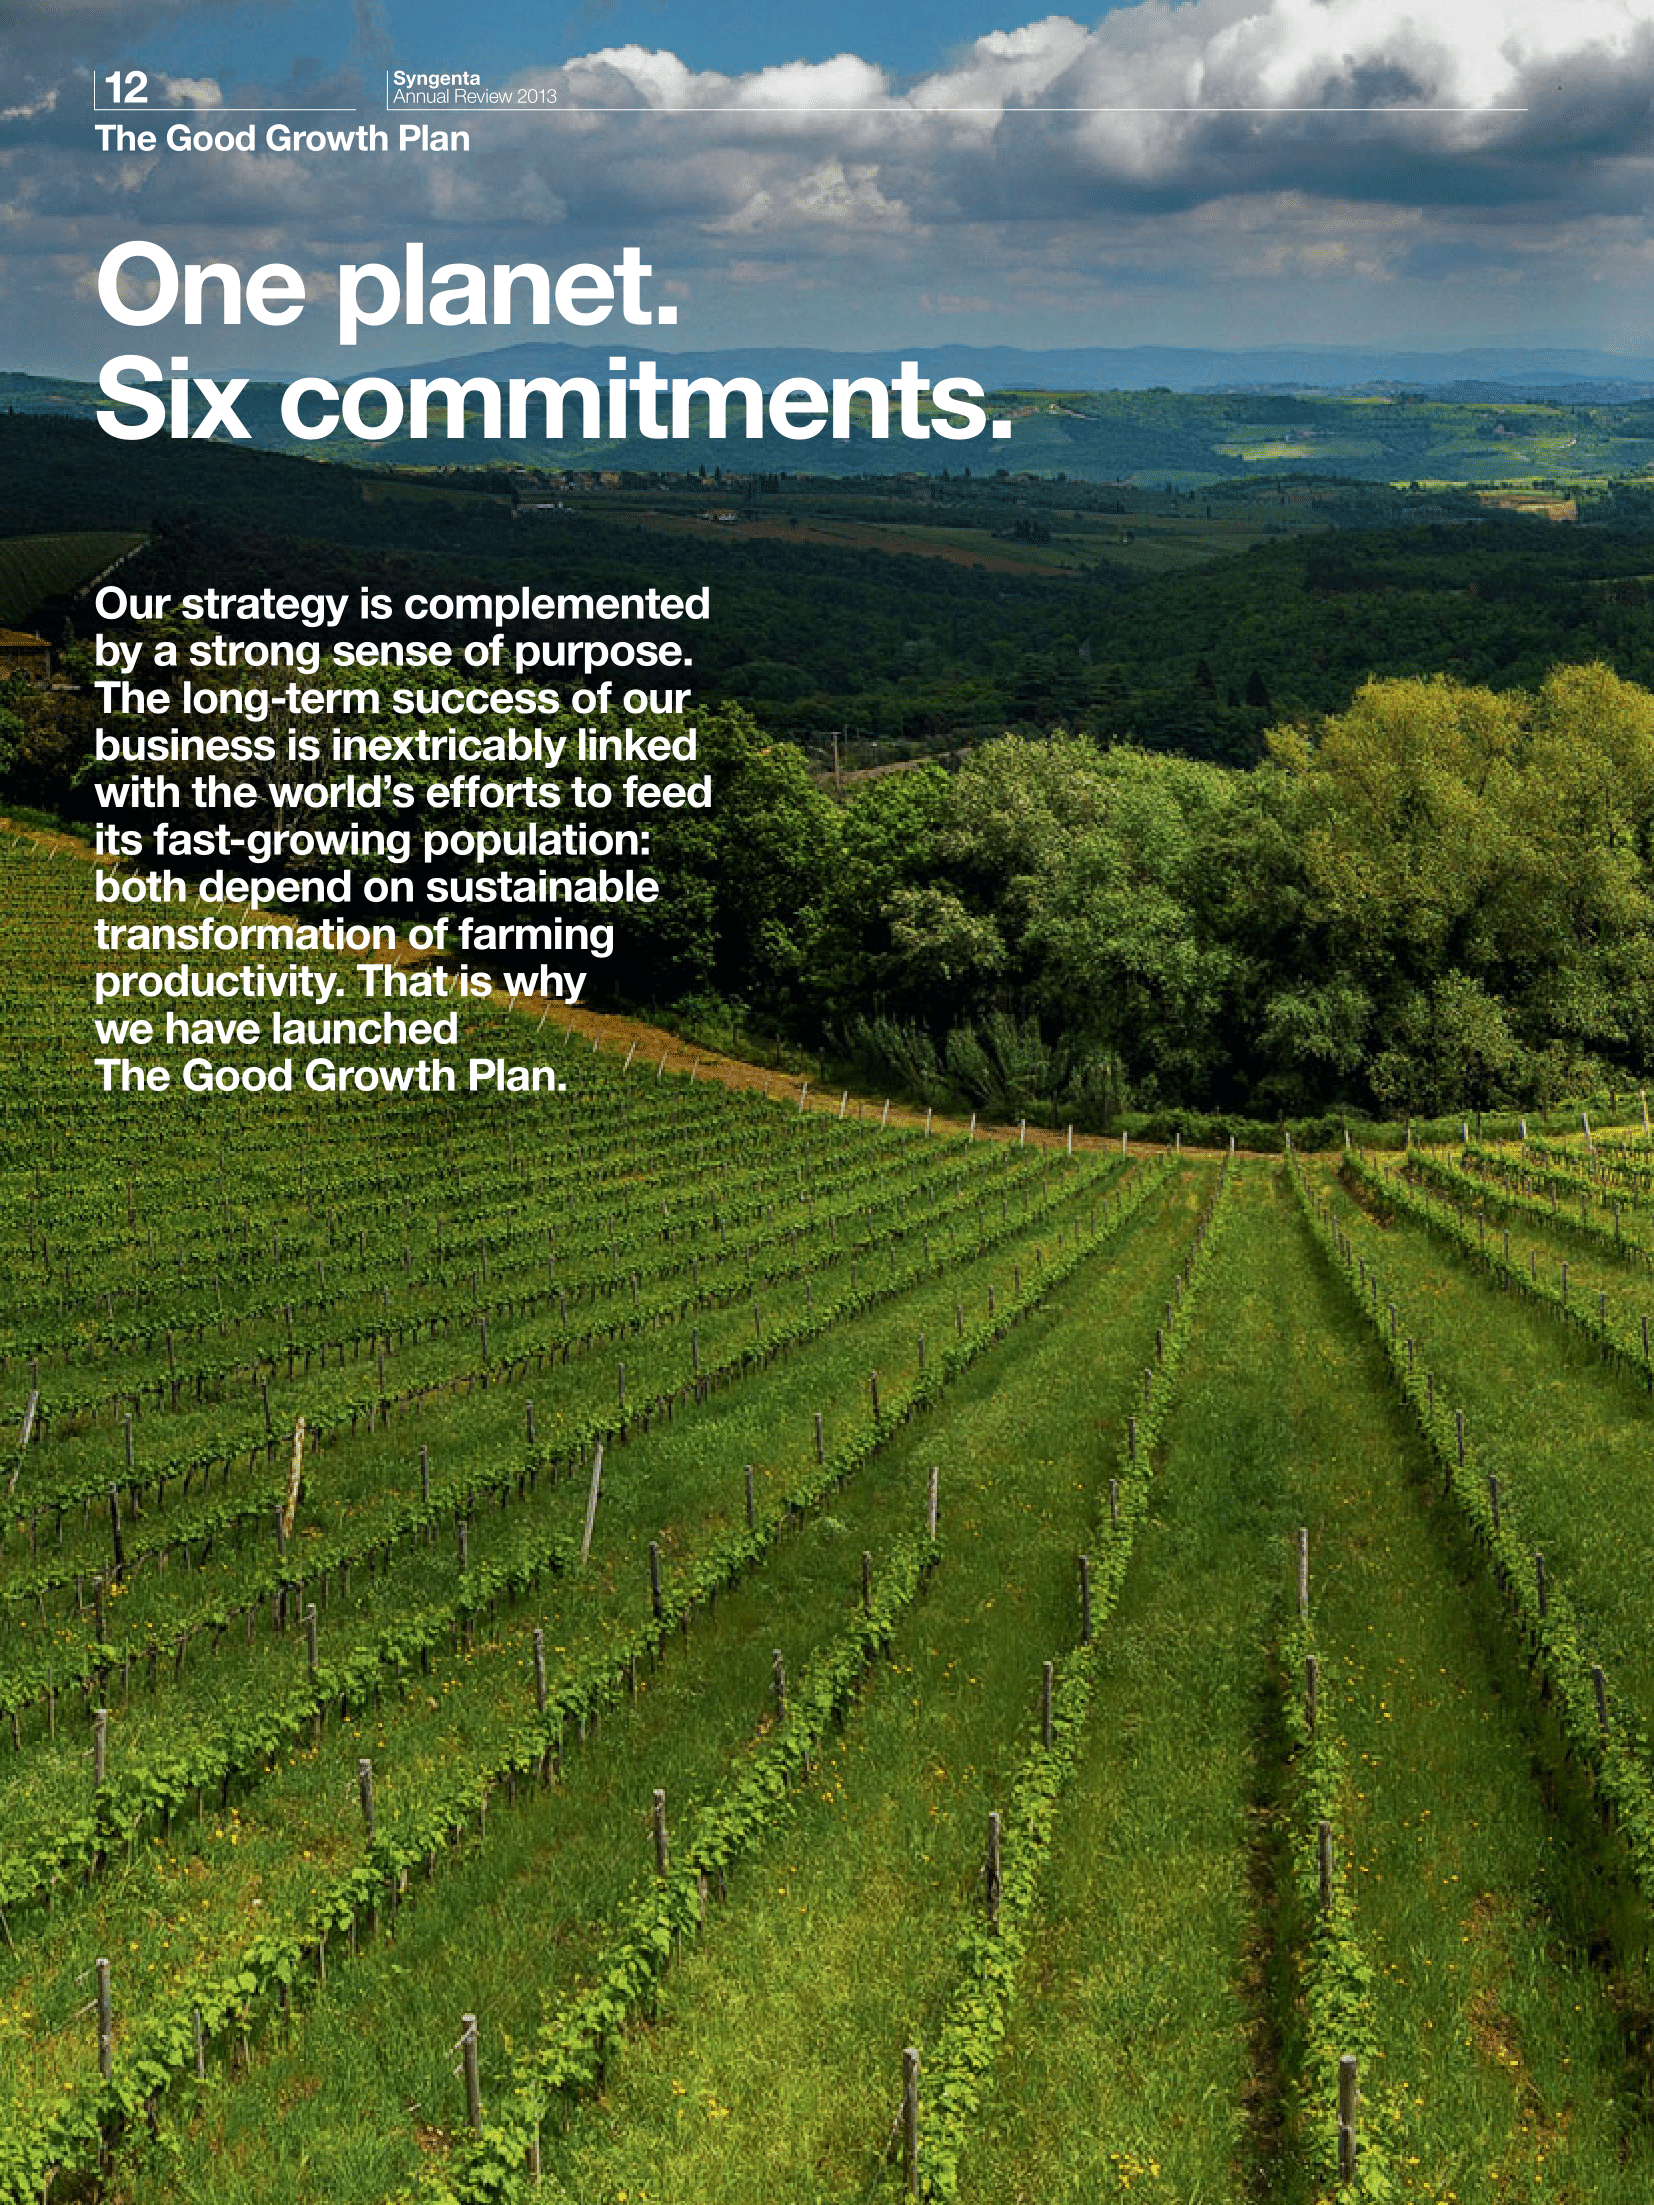 12
Syngenta
Annual Review 2013
The Good Growth Plan
One planet.
Six commitments.
Our strategy is complemented
by a strong sense of purpose.
The long-term success of our
business is inextricably linked
with the world’s efforts to feed
its fast-growing population:
both depend on sustainable
transformation of farming
productivity. That is why
we have launched
The Good Growth Plan.